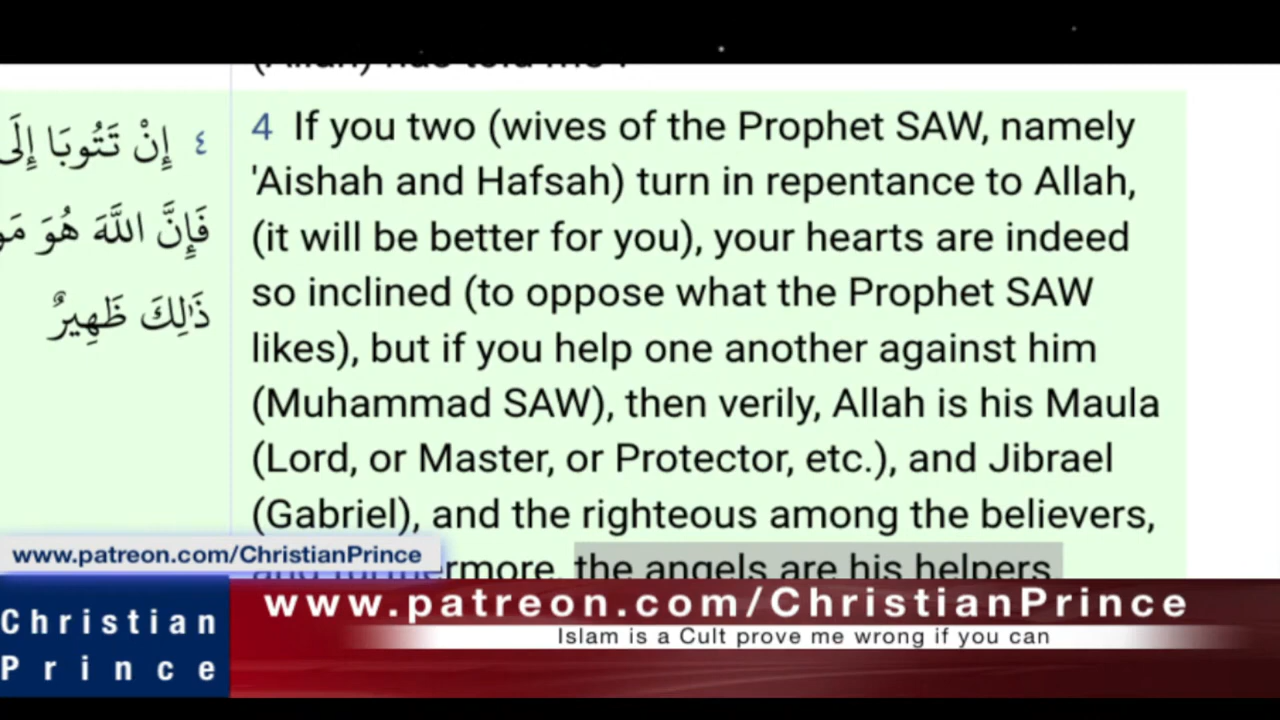 (Allah) has told me".
٤ إِنْ تَتُوبَا إِلَى
فَإِنَّ اللَّهَ هُوَ
ذَٰلِكَ ظَهِيرٌ
4 If you two (wives of the Prophet SAW, namely
'Aishah and Hafsah) turn in repentance to Allah,
(it will be better for you), your hearts are indeed
so inclined (to oppose what the Prophet SAW
likes), but if you help one another against him
(Muhammad SAW), then verily, Allah is his Maula
(Lord, or Master, or Protector, etc.), and Jibrael
(Gabriel), and the righteous among the believers,
the angels are his helpers
www.patreon.com/ChristianPrince
Christian
Prince
www.patreon.com/ChristianPrince
Islam is a Cult prove me wrong if you can